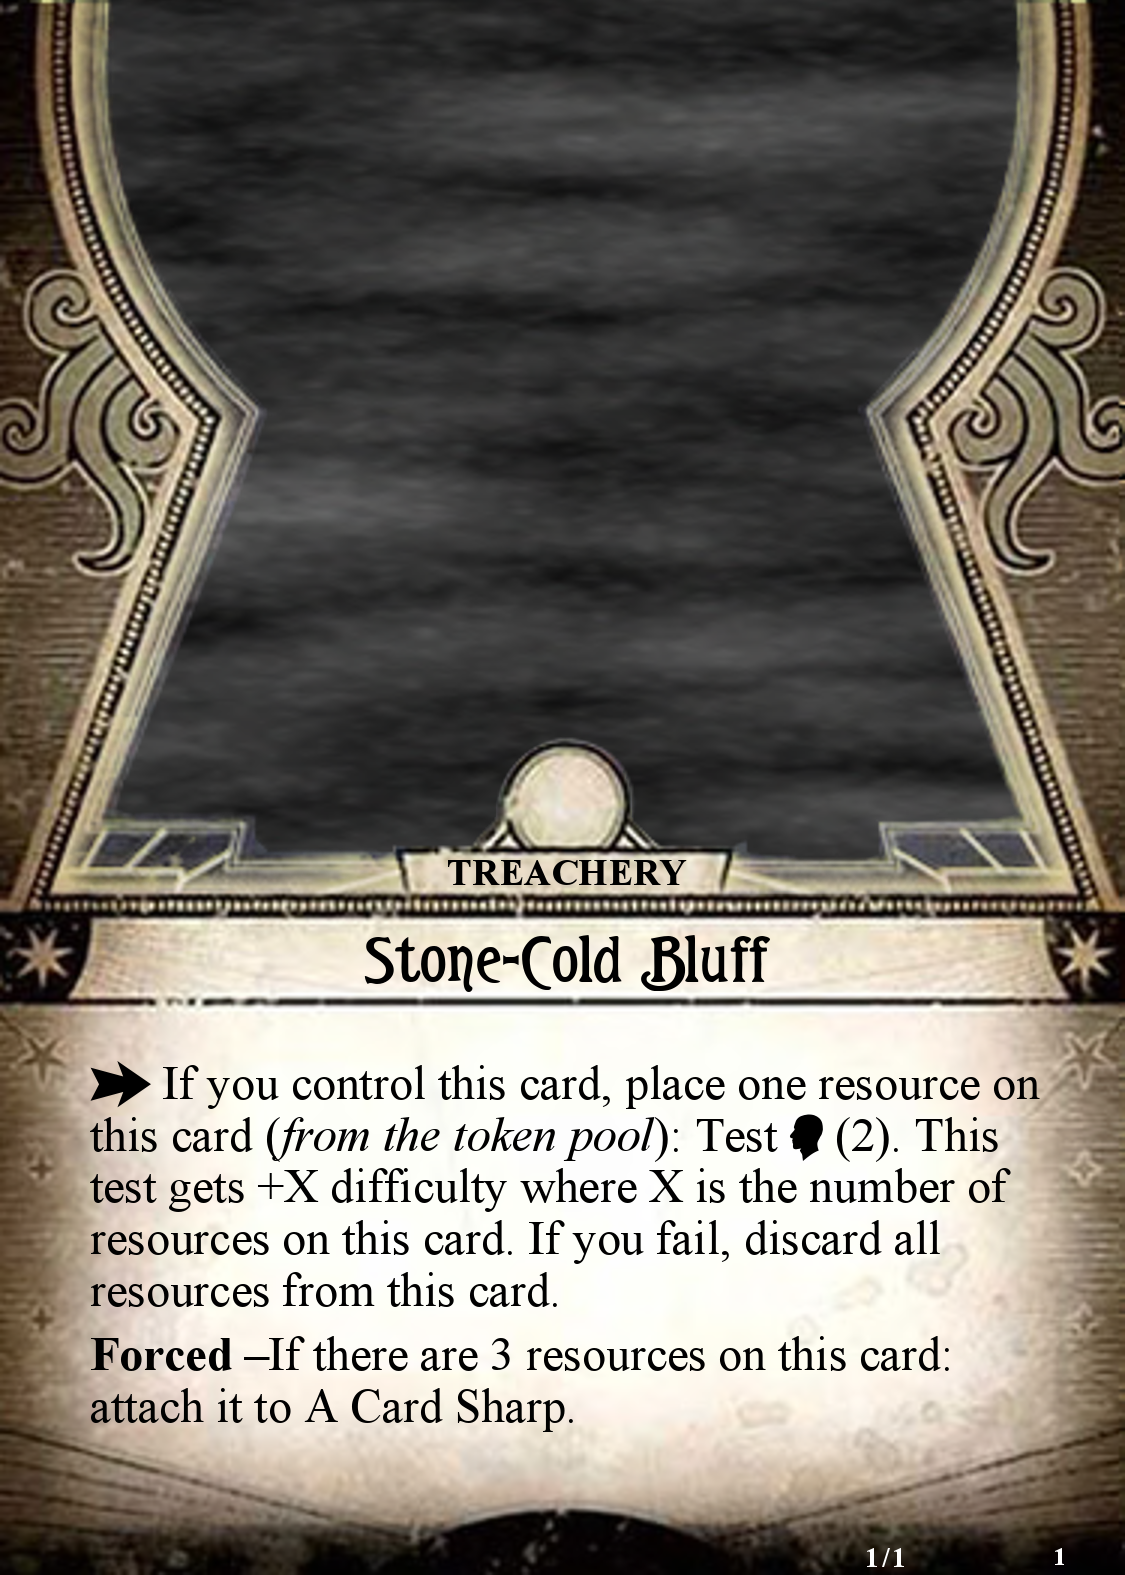 TREACHERY
Stone-Cold Bluff
If you control this card, place one resource on
this card (from the token pool): Test (2). This
test gets +X difficulty where X is the number of
resources on this card. If you fail, discard all
resources from this card.
Forced –If there are 3 resources on this card:
attach it to A Card Sharp.
1/1 1